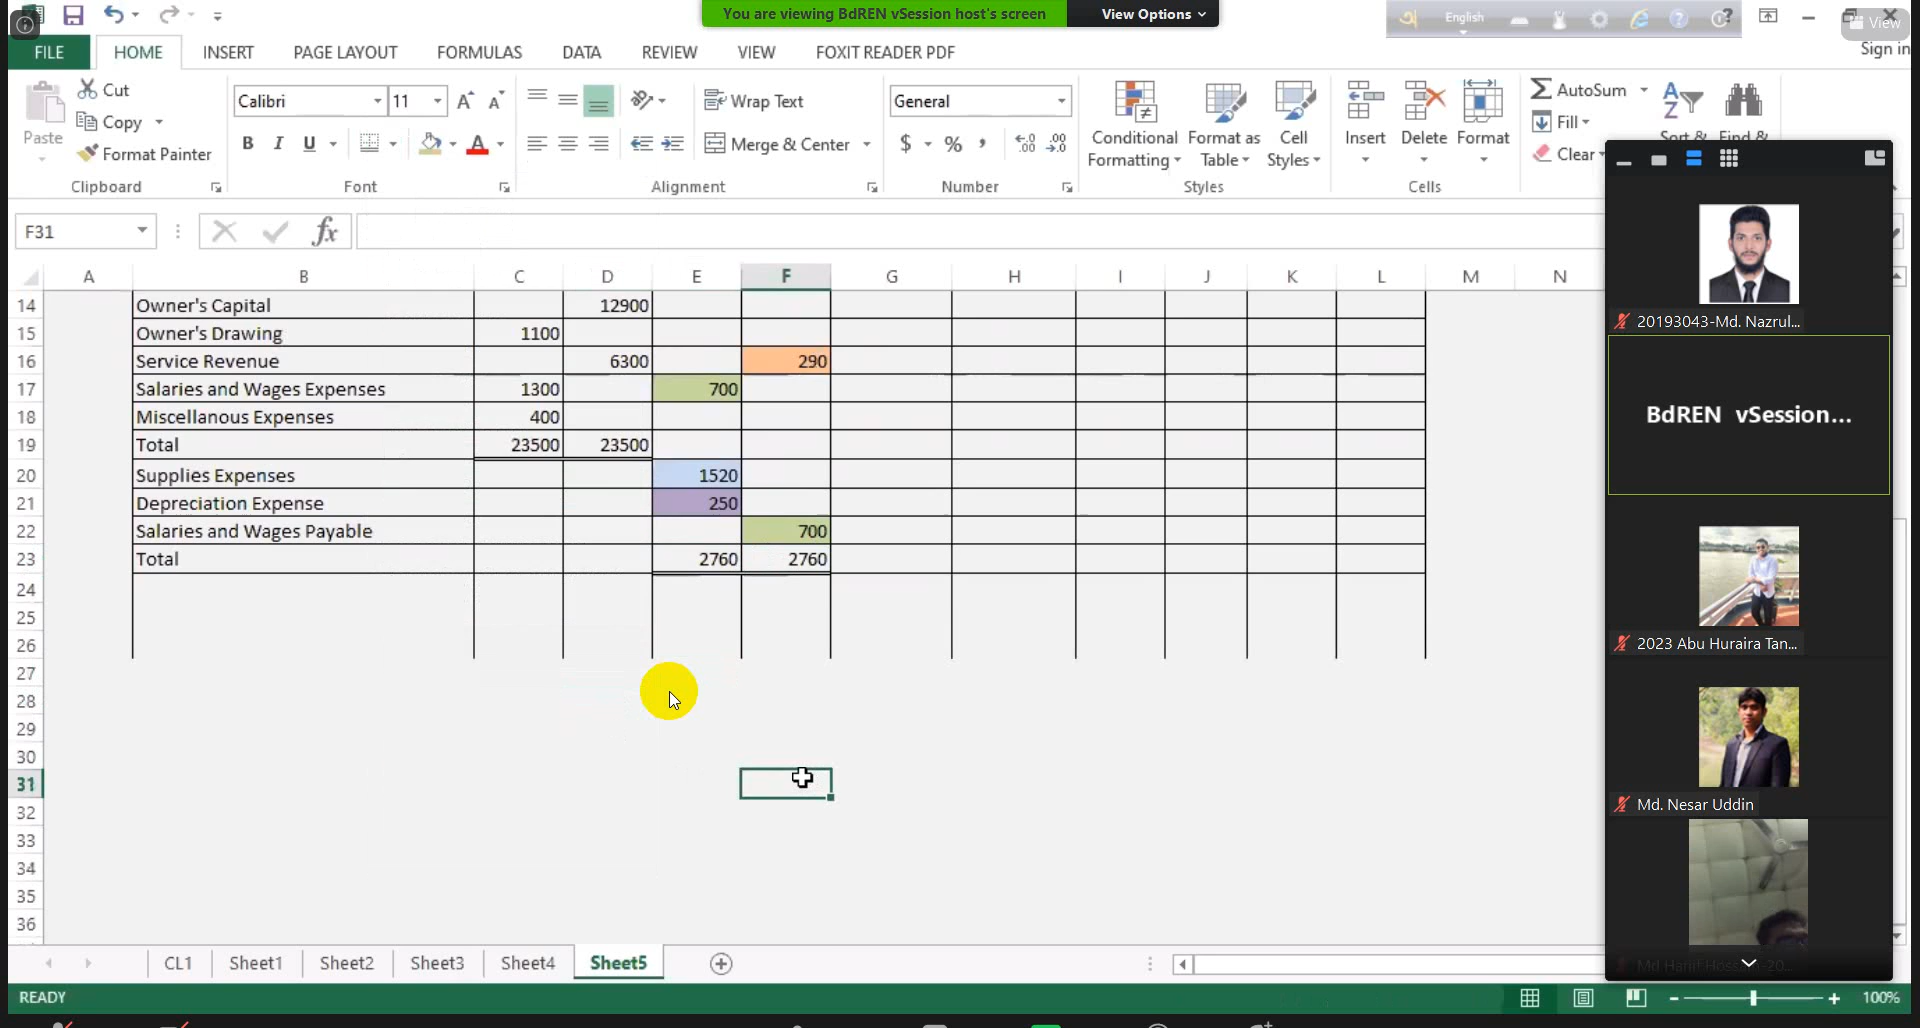 You are viewing BdREN vSession host's screen
View Options
English
View
FILE HOME INSERT PAGE LAYOUT FORMULAS DATA REVIEW VIEW FOXIT READER PDF
Sign in
Paste
Cut
Copy
Format Painter
Clipboard
Calibri 11
B I U
Font
Wrap Text
Merge & Center
Alignment
General
$ %
Number
Conditional Formatting
Format as Table
Cell Styles
Styles
Insert Delete Format
Cells
AutoSum
Fill
Clear
F31
fx
A B C D E F G H I J K L M N
14 Owner's Capital 12900
15 Owner's Drawing 1100
16 Service Revenue 6300 290
17 Salaries and Wages Expenses 1300 700
18 Miscellanous Expenses 400
19 Total 23500 23500
20 Supplies Expenses 1520
21 Depreciation Expense 250
22 Salaries and Wages Payable 700
23 Total 2760 2760
24
25
26
27
28
29
30
31
32
33
34
35
36
20193043-Md. Nazrul...
BdREN vSession...
2023 Abu Huraira Tan...
Md. Nesar Uddin
CL1 Sheet1 Sheet2 Sheet3 Sheet4 Sheet5
READY
100%